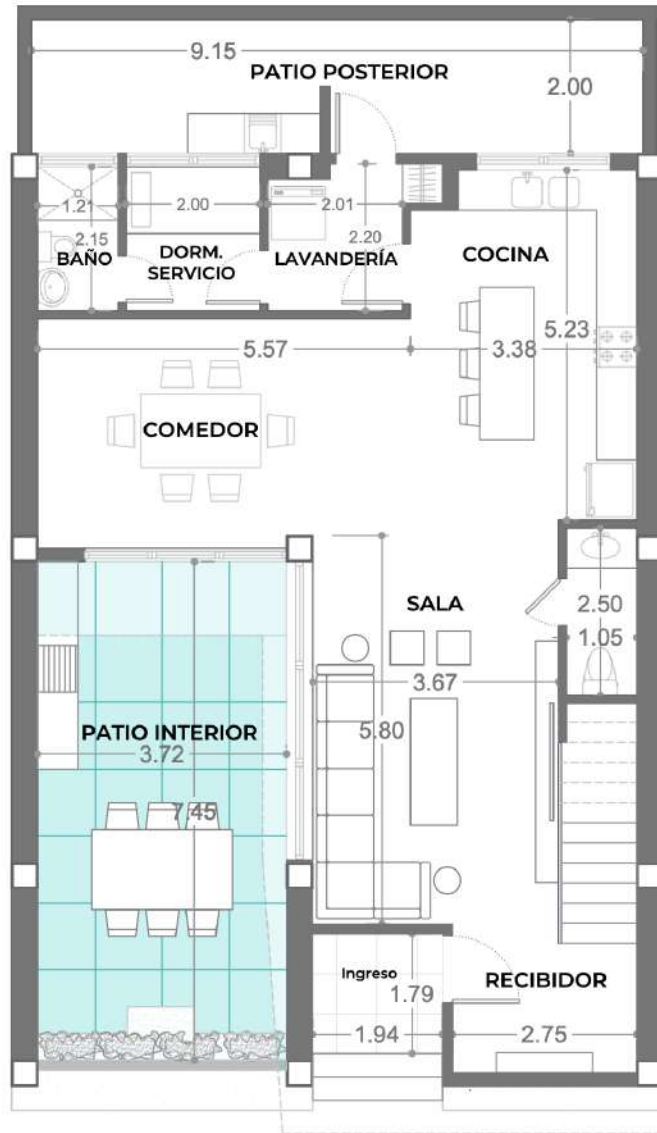 9.15
PATIO POSTERIOR
2.00
1.21
2.00
2.01
2.15
2.20
BAÑO
DORM.
SERVICIO
LAVANDERÍA
COCINA
5.23
5.57
3.38
COMEDOR
SALA
2.50
1.05
3.67
5.80
PATIO INTERIOR
3.72
7.45
Ingreso
1.79
1.94
RECIBIDOR
2.75